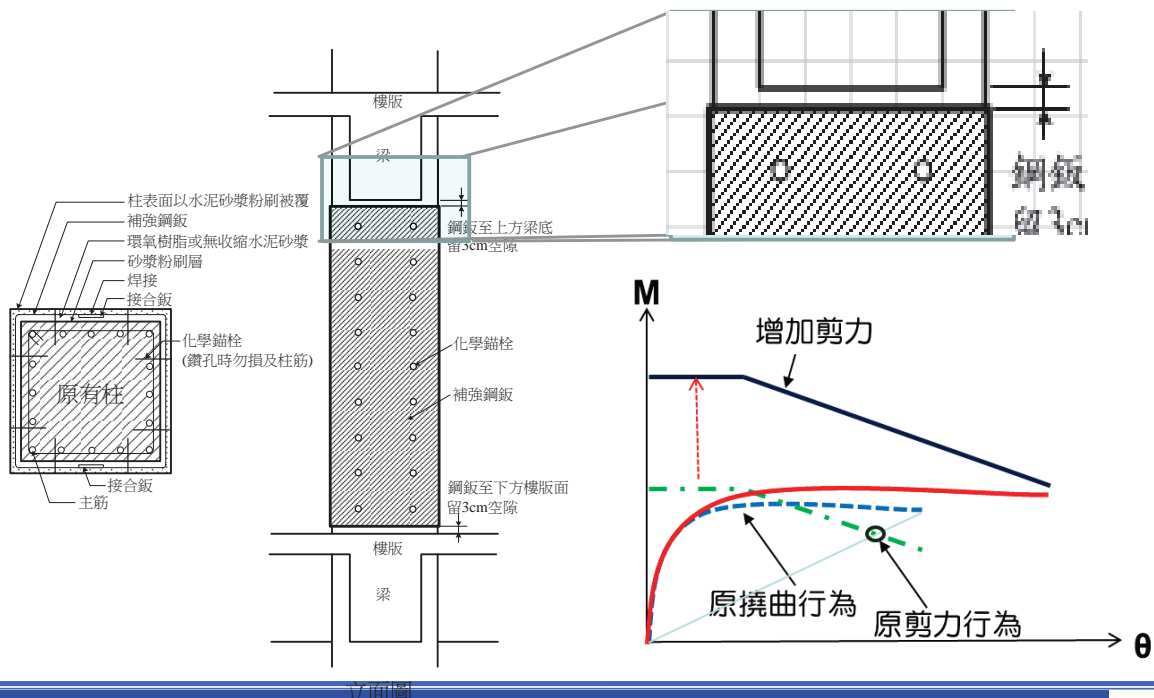 樓版
梁
鋼鈑至上方梁底
留3cm空隙
化學錨栓
補強鋼鈑
鋼鈑至下方樓版面
留3cm空隙
樓版
梁
立面圖
柱表面以水泥砂漿粉刷被覆
補強鋼鈑
環氧樹脂或無收縮水泥砂漿
砂漿粉刷層
焊接
接合鈑
化學錨栓
(鑽孔時勿損及柱筋)
原有柱
接合鈑
主筋
鋼鈑
留3c
M
增加剪力
原撓曲行為
原剪力行為
θ